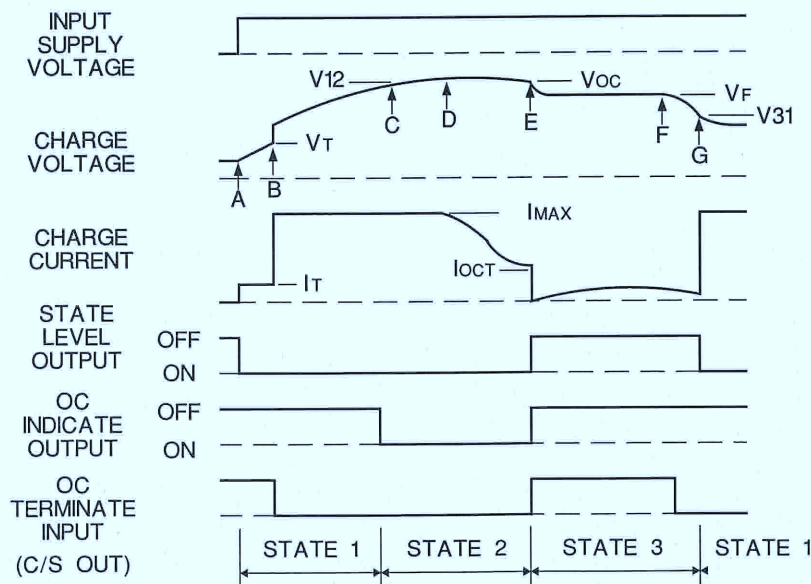 INPUT
SUPPLY
VOLTAGE
V12
VOC
VF
V31
C
D
E
F
G
CHARGE
VOLTAGE
VT
A
B
CHARGE
CURRENT
IMAX
IOCT
IT
STATE
LEVEL
OUTPUT
OFF
ON
OC
INDICATE
OUTPUT
OFF
ON
OC
TERMINATE
INPUT
(C/S OUT)
STATE 1
STATE 2
STATE 3
STATE 1